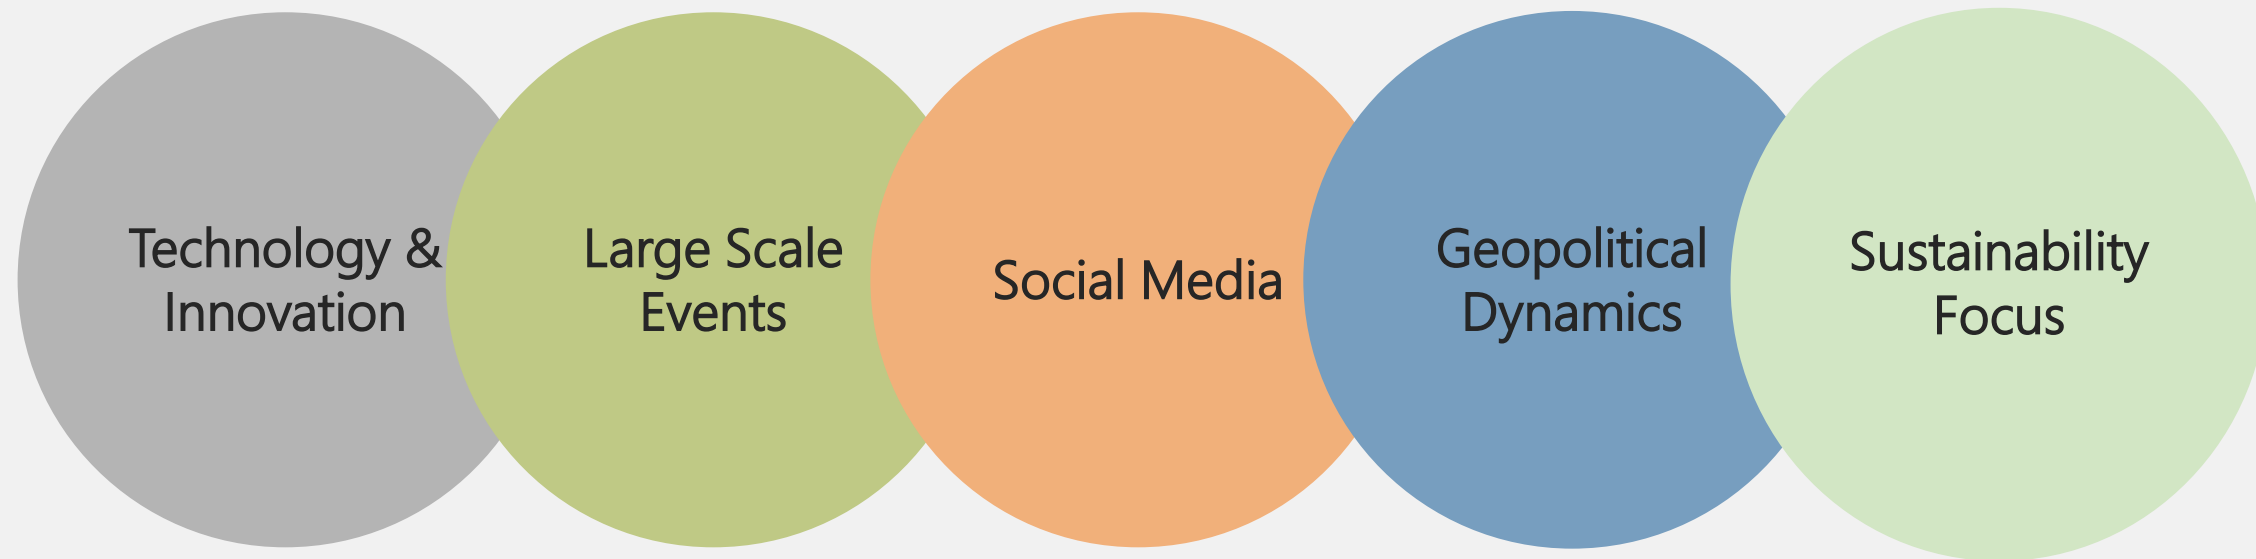 Technology &
Innovation
Large Scale
Events
Social Media
Geopolitical
Dynamics
Sustainability
Focus